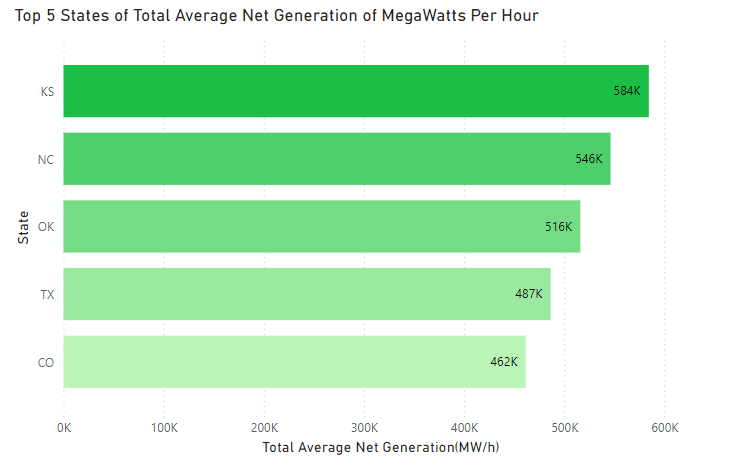 Top 5 States of Total Average Net Generation of MegaWatts Per Hour
State
KS
584K
NC
546K
OK
516K
TX
487K
CO
462K
0K 100K 200K 300K 400K 500K 600K
Total Average Net Generation(MW/h)